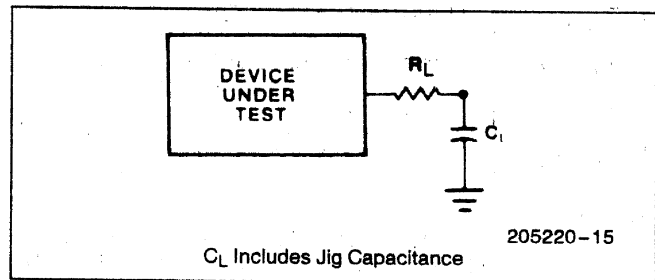 DEVICE
UNDER
TEST
RL
CL
205220-15
CL Includes Jig Capacitance